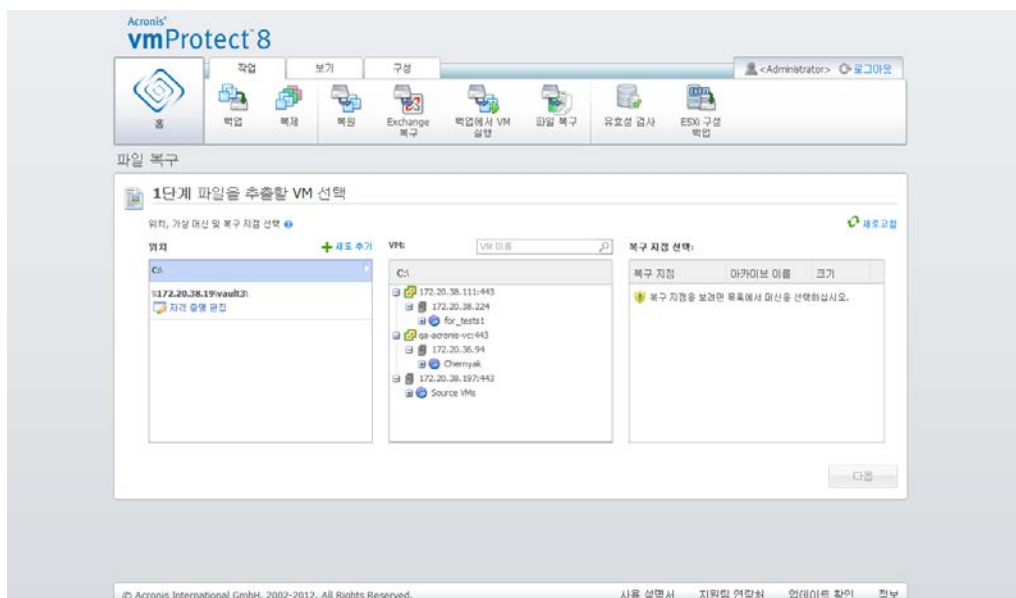 Acronis®
vmProtect 8
작업 보기 구성
<Administrator> 로그아웃
홈
백업
복제
복원
Exchange 복구
백업에서 VM 실행
파일 복구
유효성 검사
ESXi 구성 백업
파일 복구
1단계 파일을 추출할 VM 선택
위치, 가상 머신 및 복구 지점 선택
새로고침
위치
새로 추가
C:\
\\172.20.38.19\vault3\
자격 증명 편집
VM:
VM 이름
C:\
172.20.38.111:443
172.20.38.224
for_tests1
qa-acronis-vc:443
172.20.36.94
Chernyak
172.20.38.197:443
Source VMs
복구 지점 선택:
복구 지점 아카이브 이름 크기
복구 지점을 보려면 목록에서 머신을 선택하십시오.
다음
© Acronis International GmbH, 2002-2012. All Rights Reserved.
사용 설명서 지원팀 연락처 업데이트 확인 정보